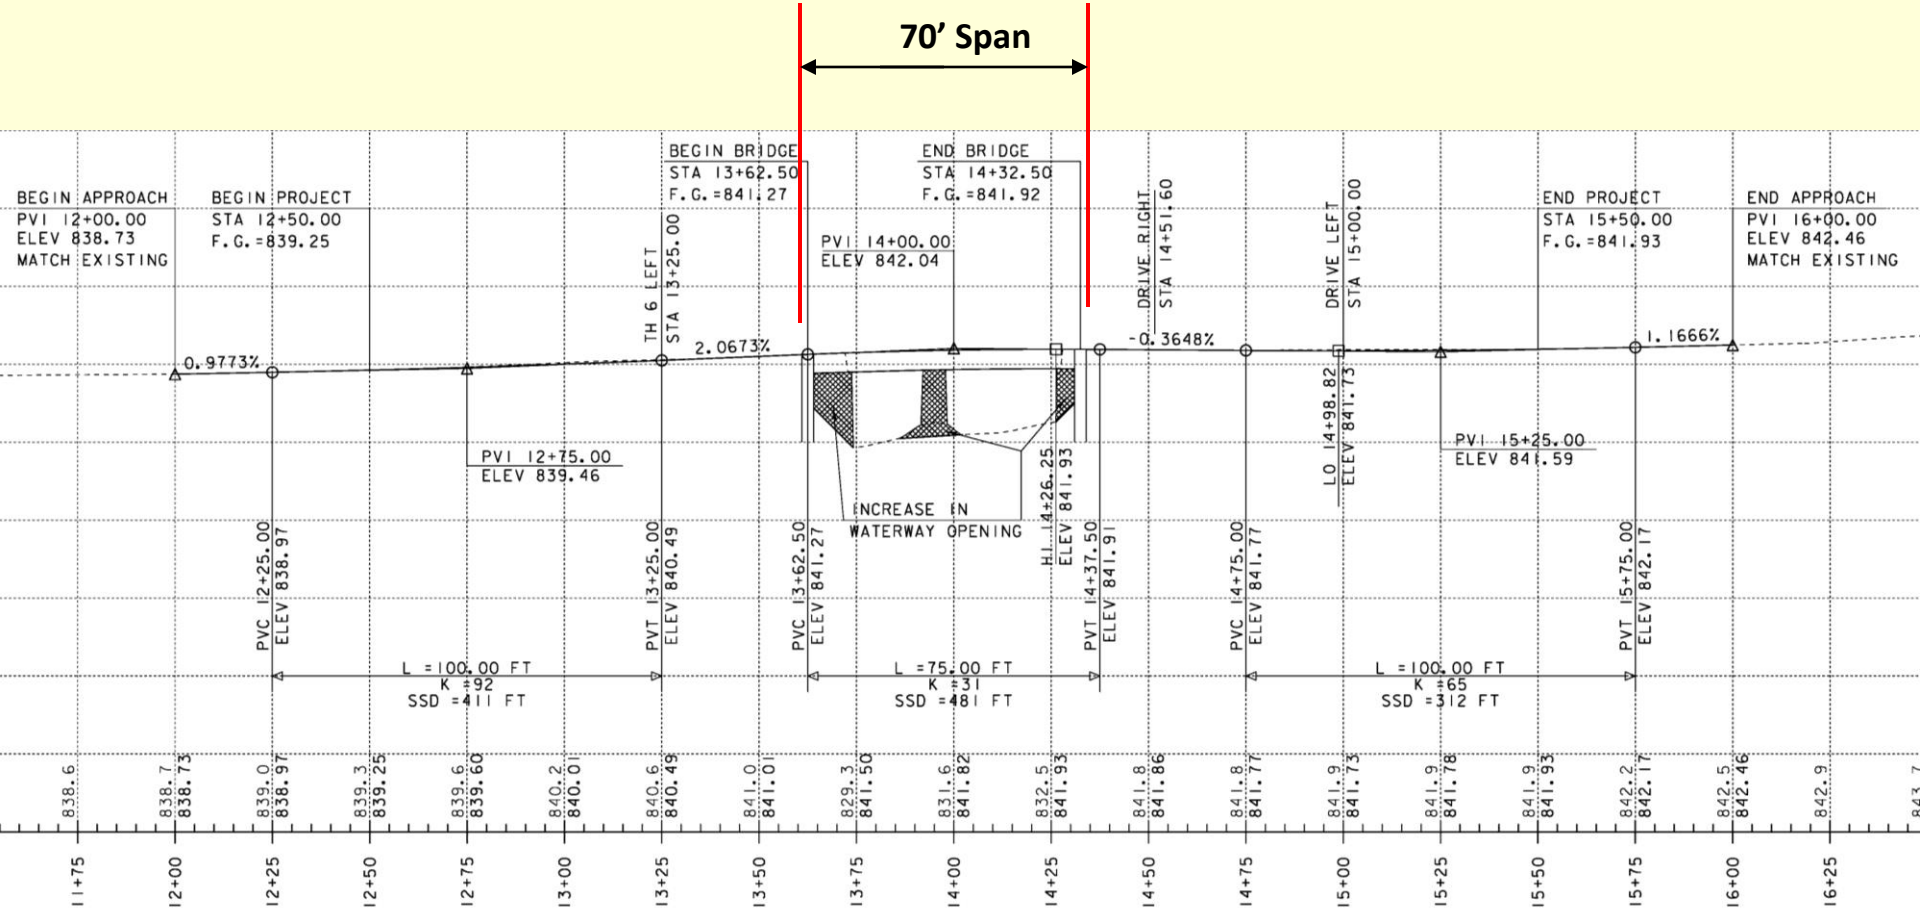 70’ Span
BEGIN APPROACH
PVI 12+00.00
ELEV 838.73
MATCH EXISTING
BEGIN PROJECT
STA 12+50.00
F.G.=839.25
BEGIN BRIDGE
STA 13+62.50
F.G.=841.27
END BRIDGE
STA 14+32.50
F.G.=841.92
END PROJECT
STA 15+50.00
F.G.=841.93
END APPROACH
PVI 16+00.00
ELEV 842.46
MATCH EXISTING
TH 6 LEFT
STA 13+25.00
PVI 14+00.00
ELEV 842.04
DRIVE RIGHT
STA 14+51.60
DRIVE LEFT
STA 15+00.00
0.9773%
2.0673%
-0.3648%
1.1666%
PVI 12+75.00
ELEV 839.46
INCREASE IN
WATERWAY OPENING
HI 14+26.25
ELEV 841.93
LO 14+98.82
ELEV 841.73
PVI 15+25.00
ELEV 841.59
PVC 12+25.00
ELEV 838.97
PVT 13+25.00
ELEV 840.49
PVC 13+62.50
ELEV 841.27
PVT 14+37.50
ELEV 841.91
PVC 14+75.00
ELEV 841.77
PVT 15+75.00
ELEV 842.17
L =100.00 FT
K =92
SSD =411 FT
L =75.00 FT
K =31
SSD =481 FT
L =100.00 FT
K =65
SSD =312 FT
838.6
838.7
838.73
839.0
838.97
839.3
839.25
839.6
839.60
840.2
840.01
840.6
840.49
841.0
841.01
829.3
841.50
831.6
841.82
832.5
841.93
841.8
841.86
841.8
841.77
841.9
841.73
841.9
841.78
841.9
841.93
842.2
842.17
842.5
842.46
842.9
843.7
11+75
12+00
12+25
12+50
12+75
13+00
13+25
13+50
13+75
14+00
14+25
14+50
14+75
15+00
15+25
15+50
15+75
16+00
16+25